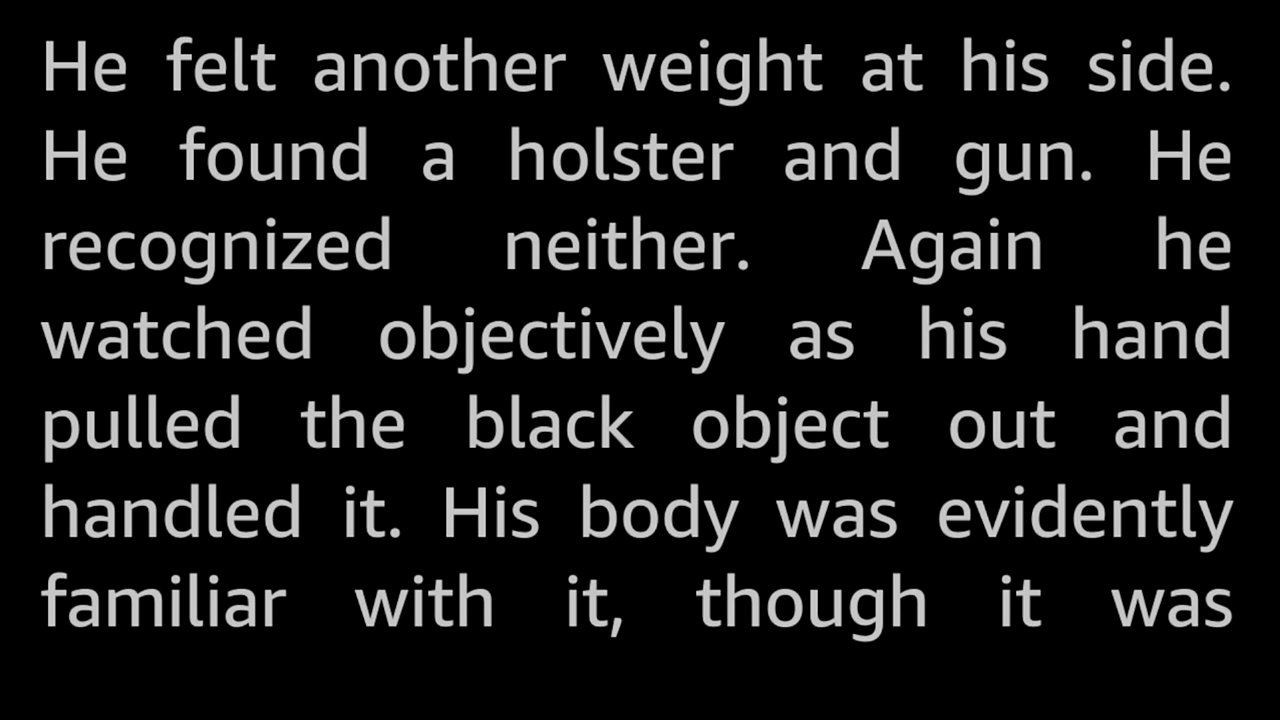 He felt another weight at his side.
He found a holster and gun. He
recognized neither. Again he
watched objectively as his hand
pulled the black object out and
handled it. His body was evidently
familiar with it, though it was